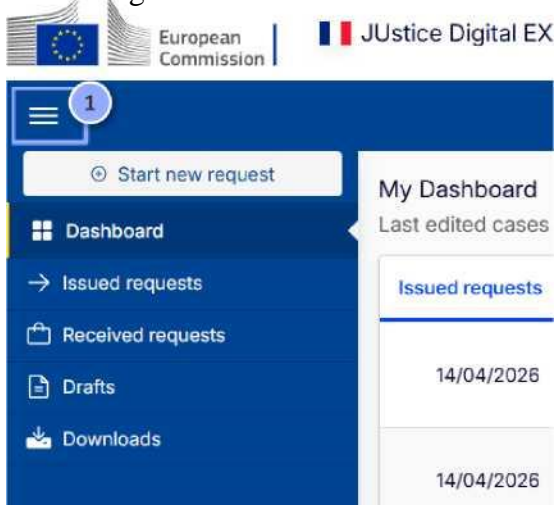 European
Commission
JUstice Digital EX
1
Start new request
My Dashboard
Dashboard
Last edited cases
Issued requests
Issued requests
Received requests
14/04/2026
Drafts
Downloads
14/04/2026